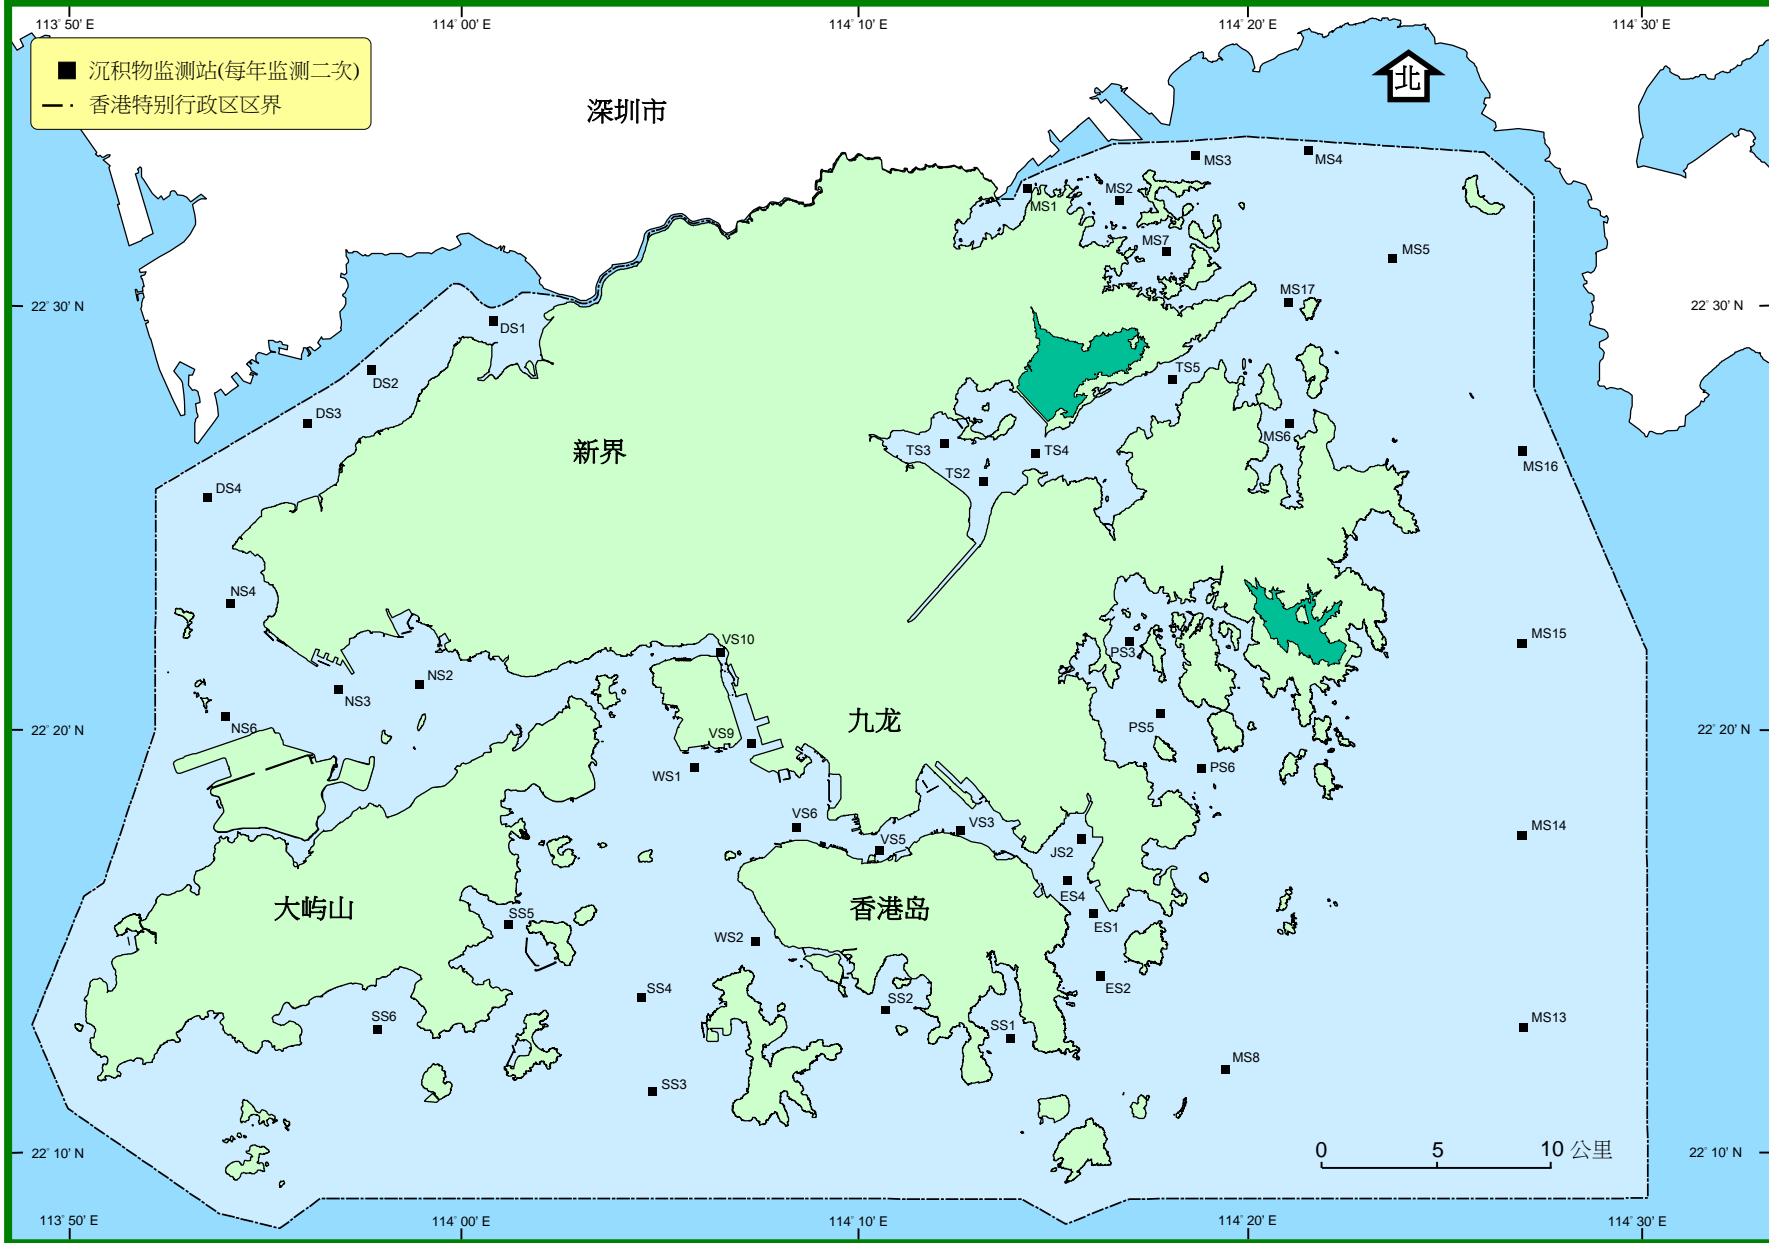 113° 50' E
114° 00' E
114° 10' E
114° 20' E
114° 30' E
沉积物监测站(每年监测二次)
香港特别行政区区界
北
深圳市
MS3
MS4
MS1
MS2
MS7
MS5
MS17
22° 30' N
22° 30' N
DS1
DS2
TS5
DS3
MS6
新界
TS3
TS4
TS2
MS16
DS4
NS4
MS15
VS10
PS3
NS2
NS3
NS6
22° 20' N
22° 20' N
九龙
VS9
PS5
PS6
WS1
VS6
VS5
VS3
JS2
MS14
ES4
大屿山
香港岛
SS5
ES1
WS2
SS4
ES2
SS2
SS6
SS1
MS13
MS8
SS3
22° 10' N
22° 10' N
0 5 10 公里
113° 50' E
114° 00' E
114° 10' E
114° 20' E
114° 30' E